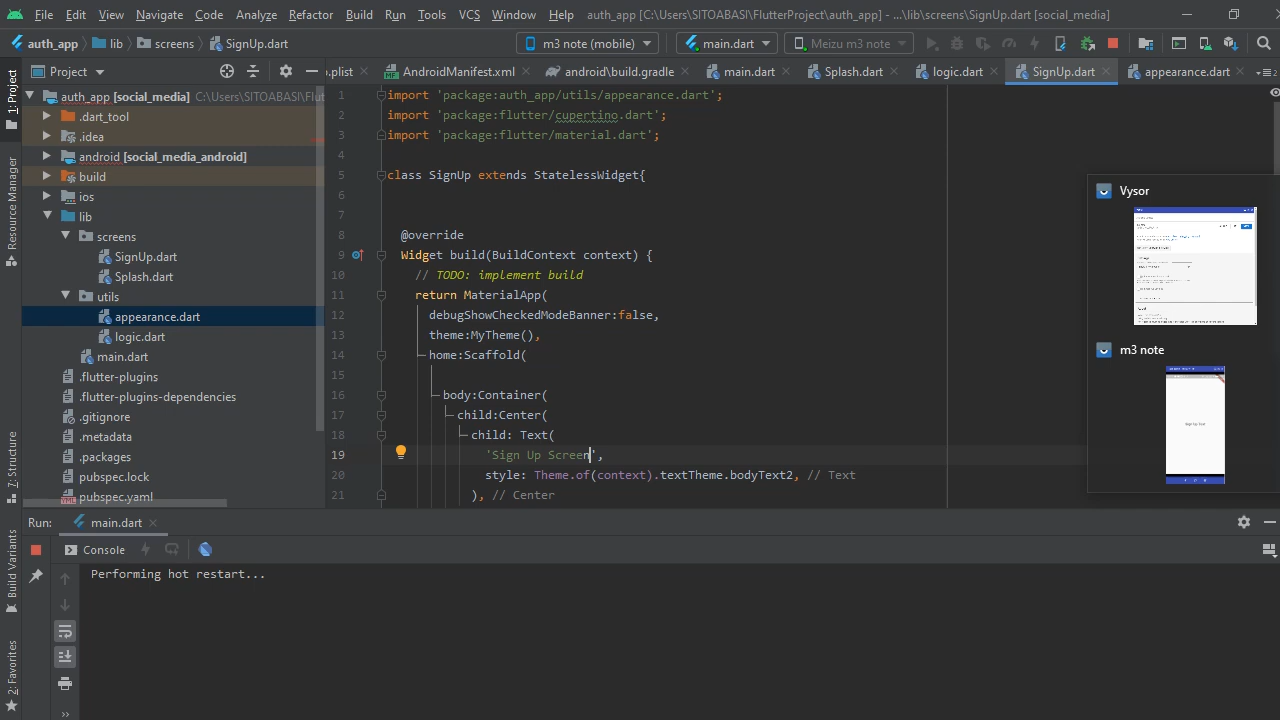 File Edit View Navigate Code Analyze Refactor Build Run Tools VCS Window Help auth_app [C:\Users\SITOABASI\FlutterProject\auth_app] - ...\lib\screens\SignUp.dart [social_media]
auth_app lib screens SignUp.dart m3 note (mobile) main.dart Meizu m3 note
Project .plist AndroidManifest.xml android\build.gradle main.dart Splash.dart logic.dart SignUp.dart appearance.dart 2
1: Project
Resource Manager
7: Structure
Build Variants
2: Favorites
auth_app [social_media] C:\Users\SITOABASI\Flut
.dart_tool
.idea
android [social_media_android]
build
ios
lib
screens
SignUp.dart
Splash.dart
utils
appearance.dart
logic.dart
main.dart
.flutter-plugins
.flutter-plugins-dependencies
.gitignore
.metadata
.packages
pubspec.lock
pubspec.yaml
1 import 'package:auth_app/utils/appearance.dart';
2 import 'package:flutter/cupertino.dart';
3 import 'package:flutter/material.dart';
4
5 class SignUp extends StatelessWidget{
6
7
8 @override
9 Widget build(BuildContext context) {
10 // TODO: implement build
11 return MaterialApp(
12 debugShowCheckedModeBanner:false,
13 theme:MyTheme(),
14 home:Scaffold(
15
16 body:Container(
17 child:Center(
18 child: Text(
19 'Sign Up Screen',
20 style: Theme.of(context).textTheme.bodyText2, // Text
21 ), // Center
Vysor
m3 note
Run: main.dart
Console
Performing hot restart...